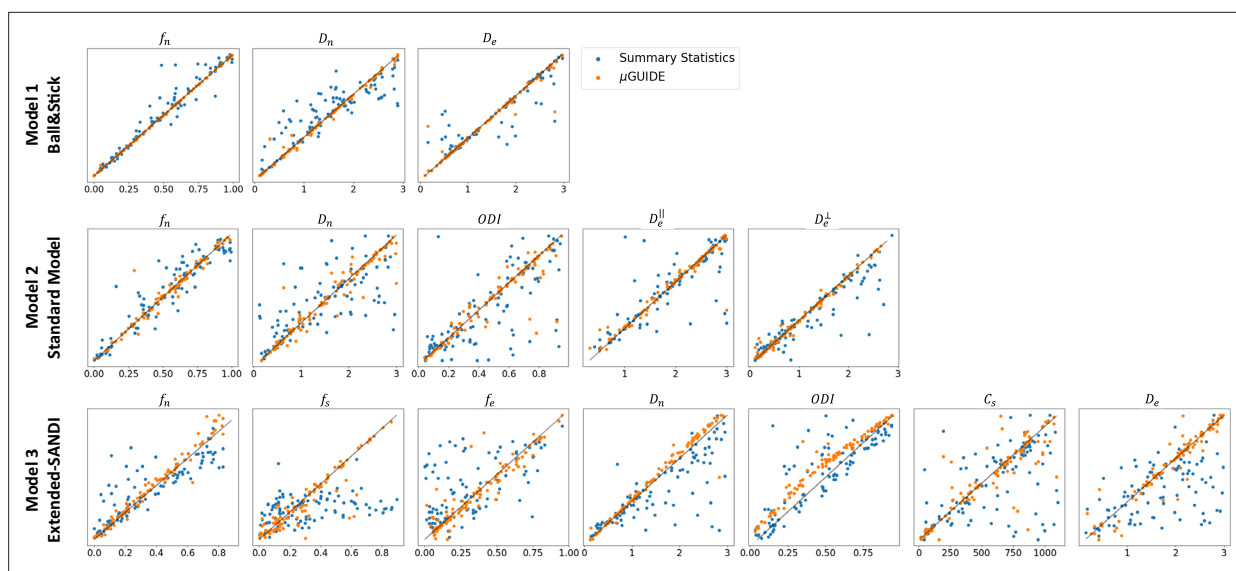 f_n D_n D_e
Summary Statistics
μGUIDE
Model 1
Ball&Stick
0.00 0.25 0.50 0.75 1.00 1 2 3 1 2 3
f_n D_n ODI D_e^|| D_e^⊥
Model 2
Standard Model
0.00 0.25 0.50 0.75 1.00 0 1 2 3 0.0 0.2 0.4 0.6 0.8 1 2 3 0 1 2 3
f_n f_s f_e D_n ODI C_s D_e
Model 3
Extended-SANDI
0.0 0.2 0.4 0.6 0.8 0.0 0.2 0.4 0.6 0.8 0.00 0.25 0.50 0.75 1.00 0 1 2 3 0.25 0.50 0.75 0 250 500 750 1000 1 2 3